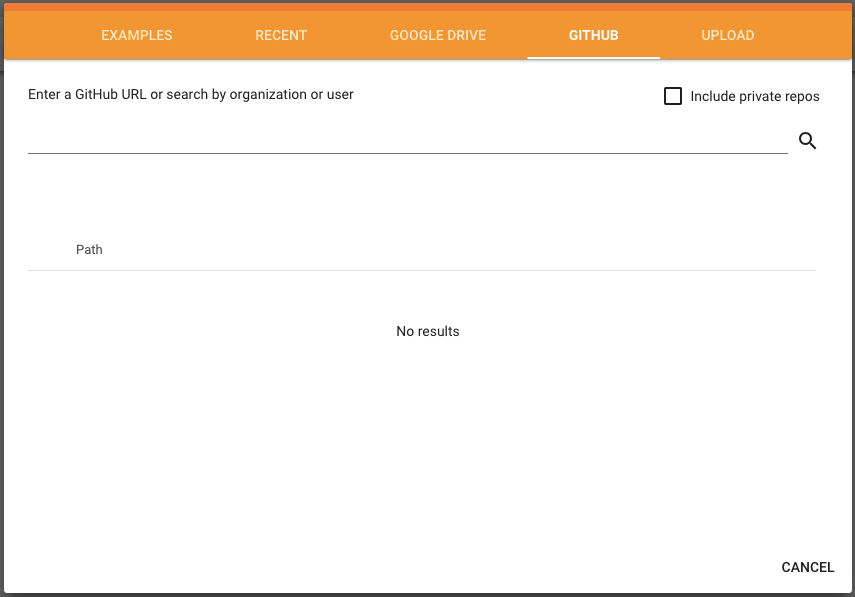 EXAMPLES RECENT GOOGLE DRIVE GITHUB UPLOAD
Enter a GitHub URL or search by organization or user
Include private repos
Path
No results
CANCEL